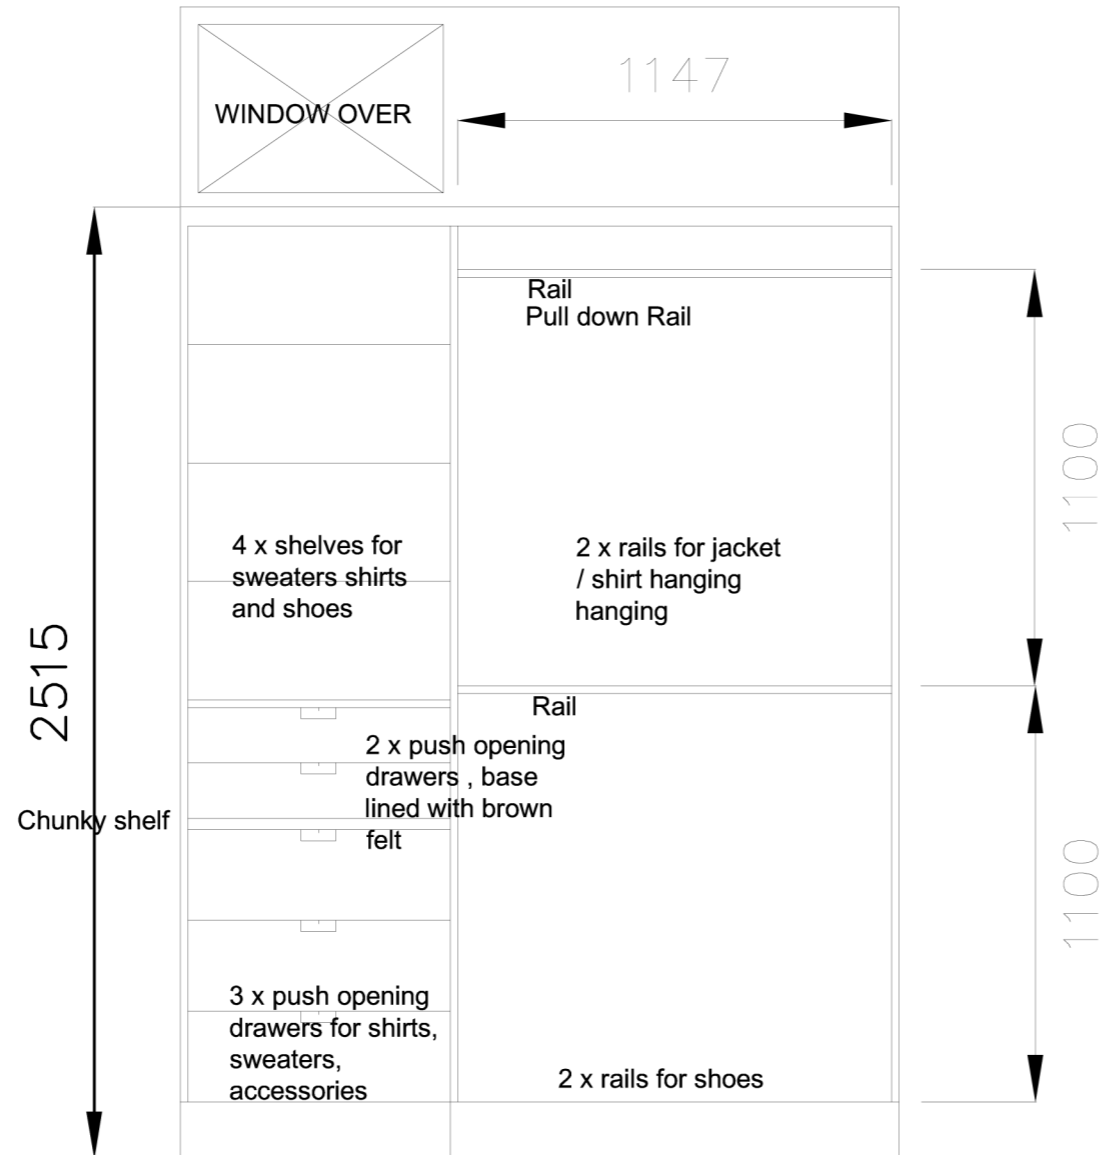 1147
WINDOW OVER
Rail
Pull down Rail
1100
4 x shelves for
sweaters shirts
and shoes
2 x rails for jacket
/ shirt hanging
hanging
2515
Rail
2 x push opening
drawers , base
lined with brown
felt
Chunky shelf
1100
3 x push opening
drawers for shirts,
sweaters,
accessories
2 x rails for shoes